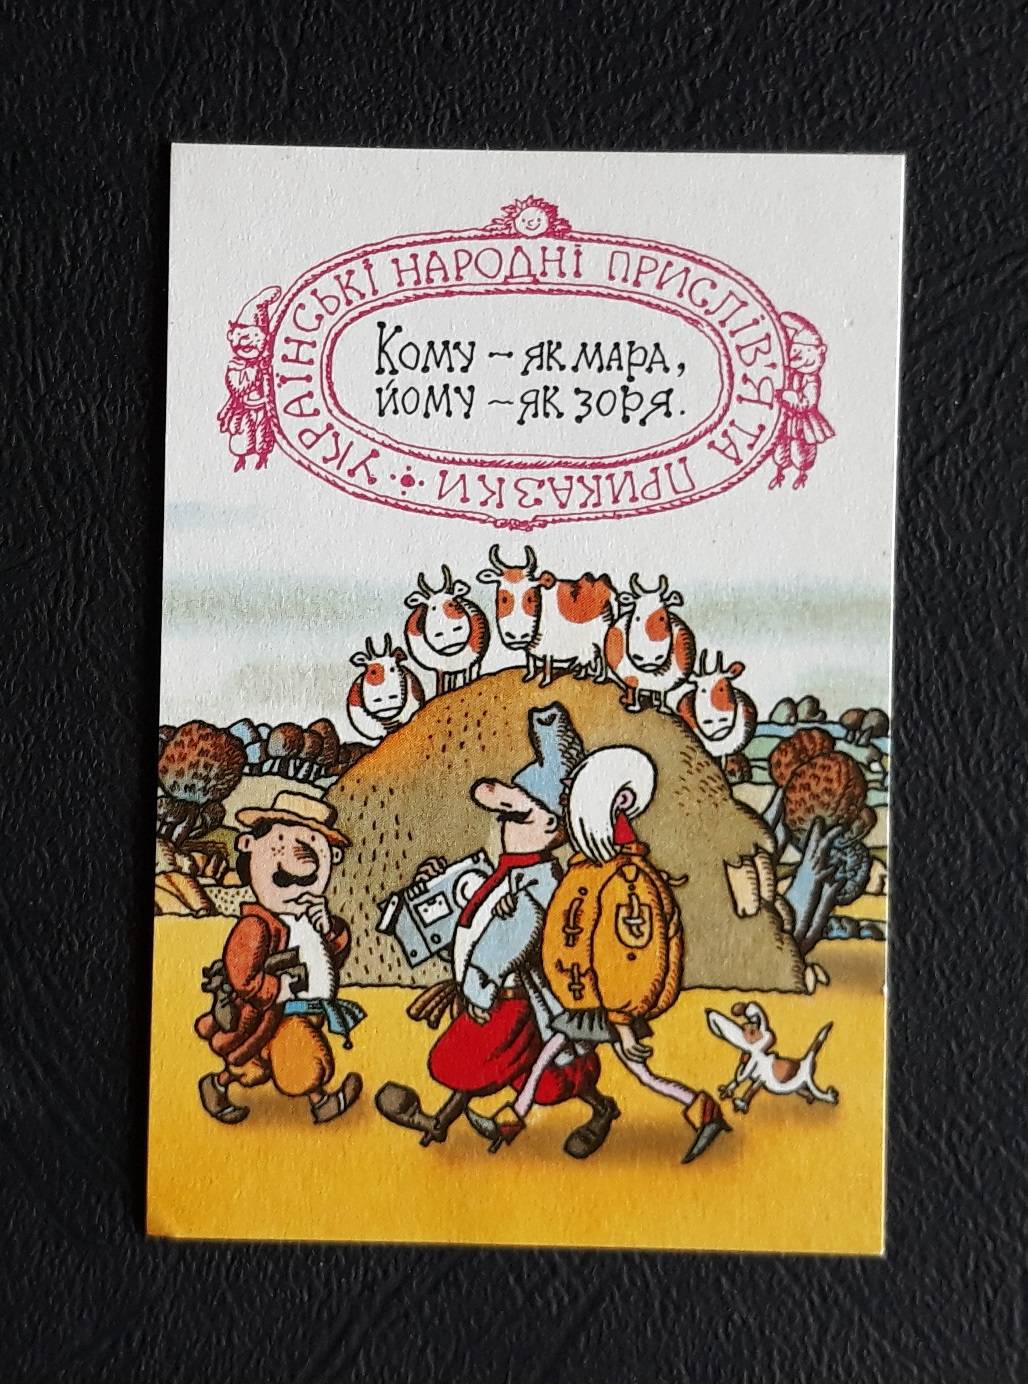 УКРАЇНСЬКІ НАРОДНІ ПРИСЛІВ'Я ТА ПРИКАЗКИ
Кому – як мара,
йому – як зоря.